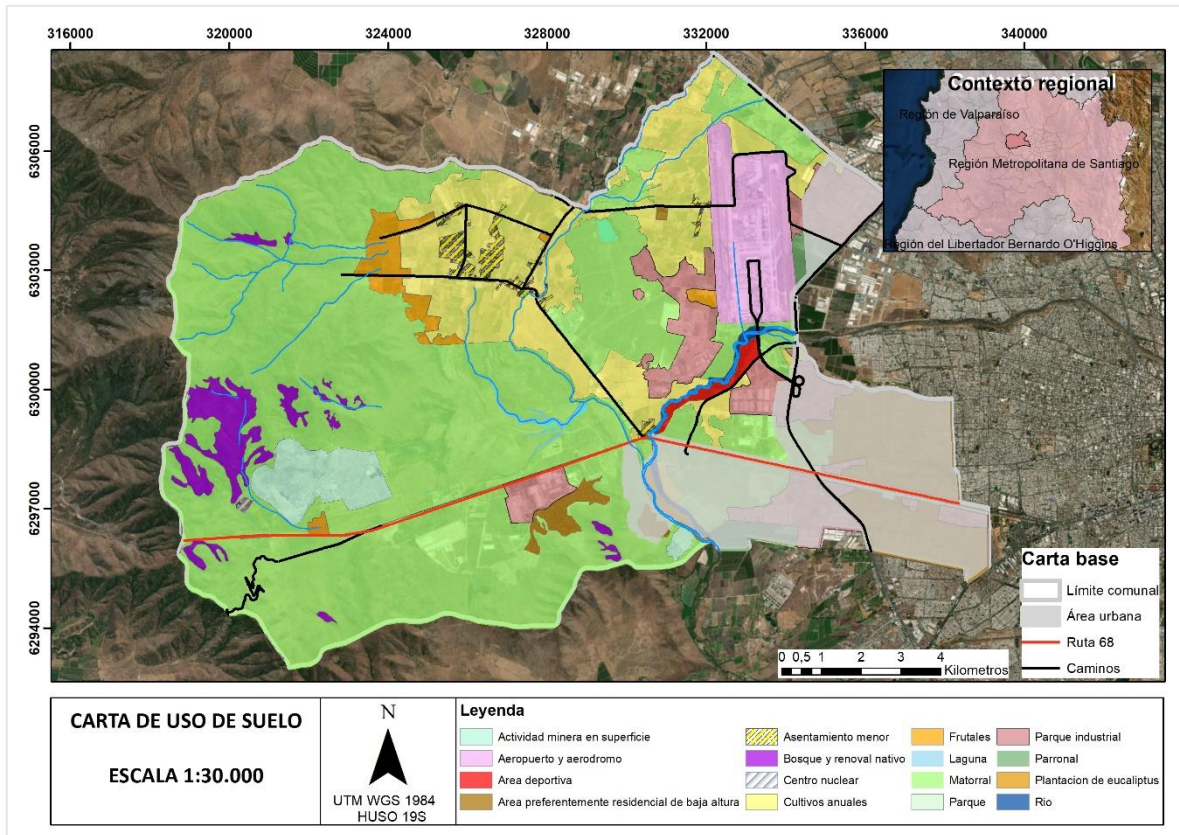 316000 320000 324000 328000 332000 336000 340000
6306000
6303000
6300000
6297000
6294000
Contexto regional
Región de Valparaíso
Región Metropolitana de Santiago
Región del Libertador Bernardo O'Higgins
Carta base
Límite comunal
Área urbana
Ruta 68
Caminos
0 0,5 1 2 3 4
Kilometros
CARTA DE USO DE SUELO
ESCALA 1:30.000
N
UTM WGS 1984
HUSO 19S
Leyenda
Actividad minera en superficie
Aeropuerto y aerodromo
Area deportiva
Area preferentemente residencial de baja altura
Asentamiento menor
Bosque y renoval nativo
Centro nuclear
Cultivos anuales
Frutales
Laguna
Matorral
Parque
Parque industrial
Parronal
Plantacion de eucaliptus
Rio